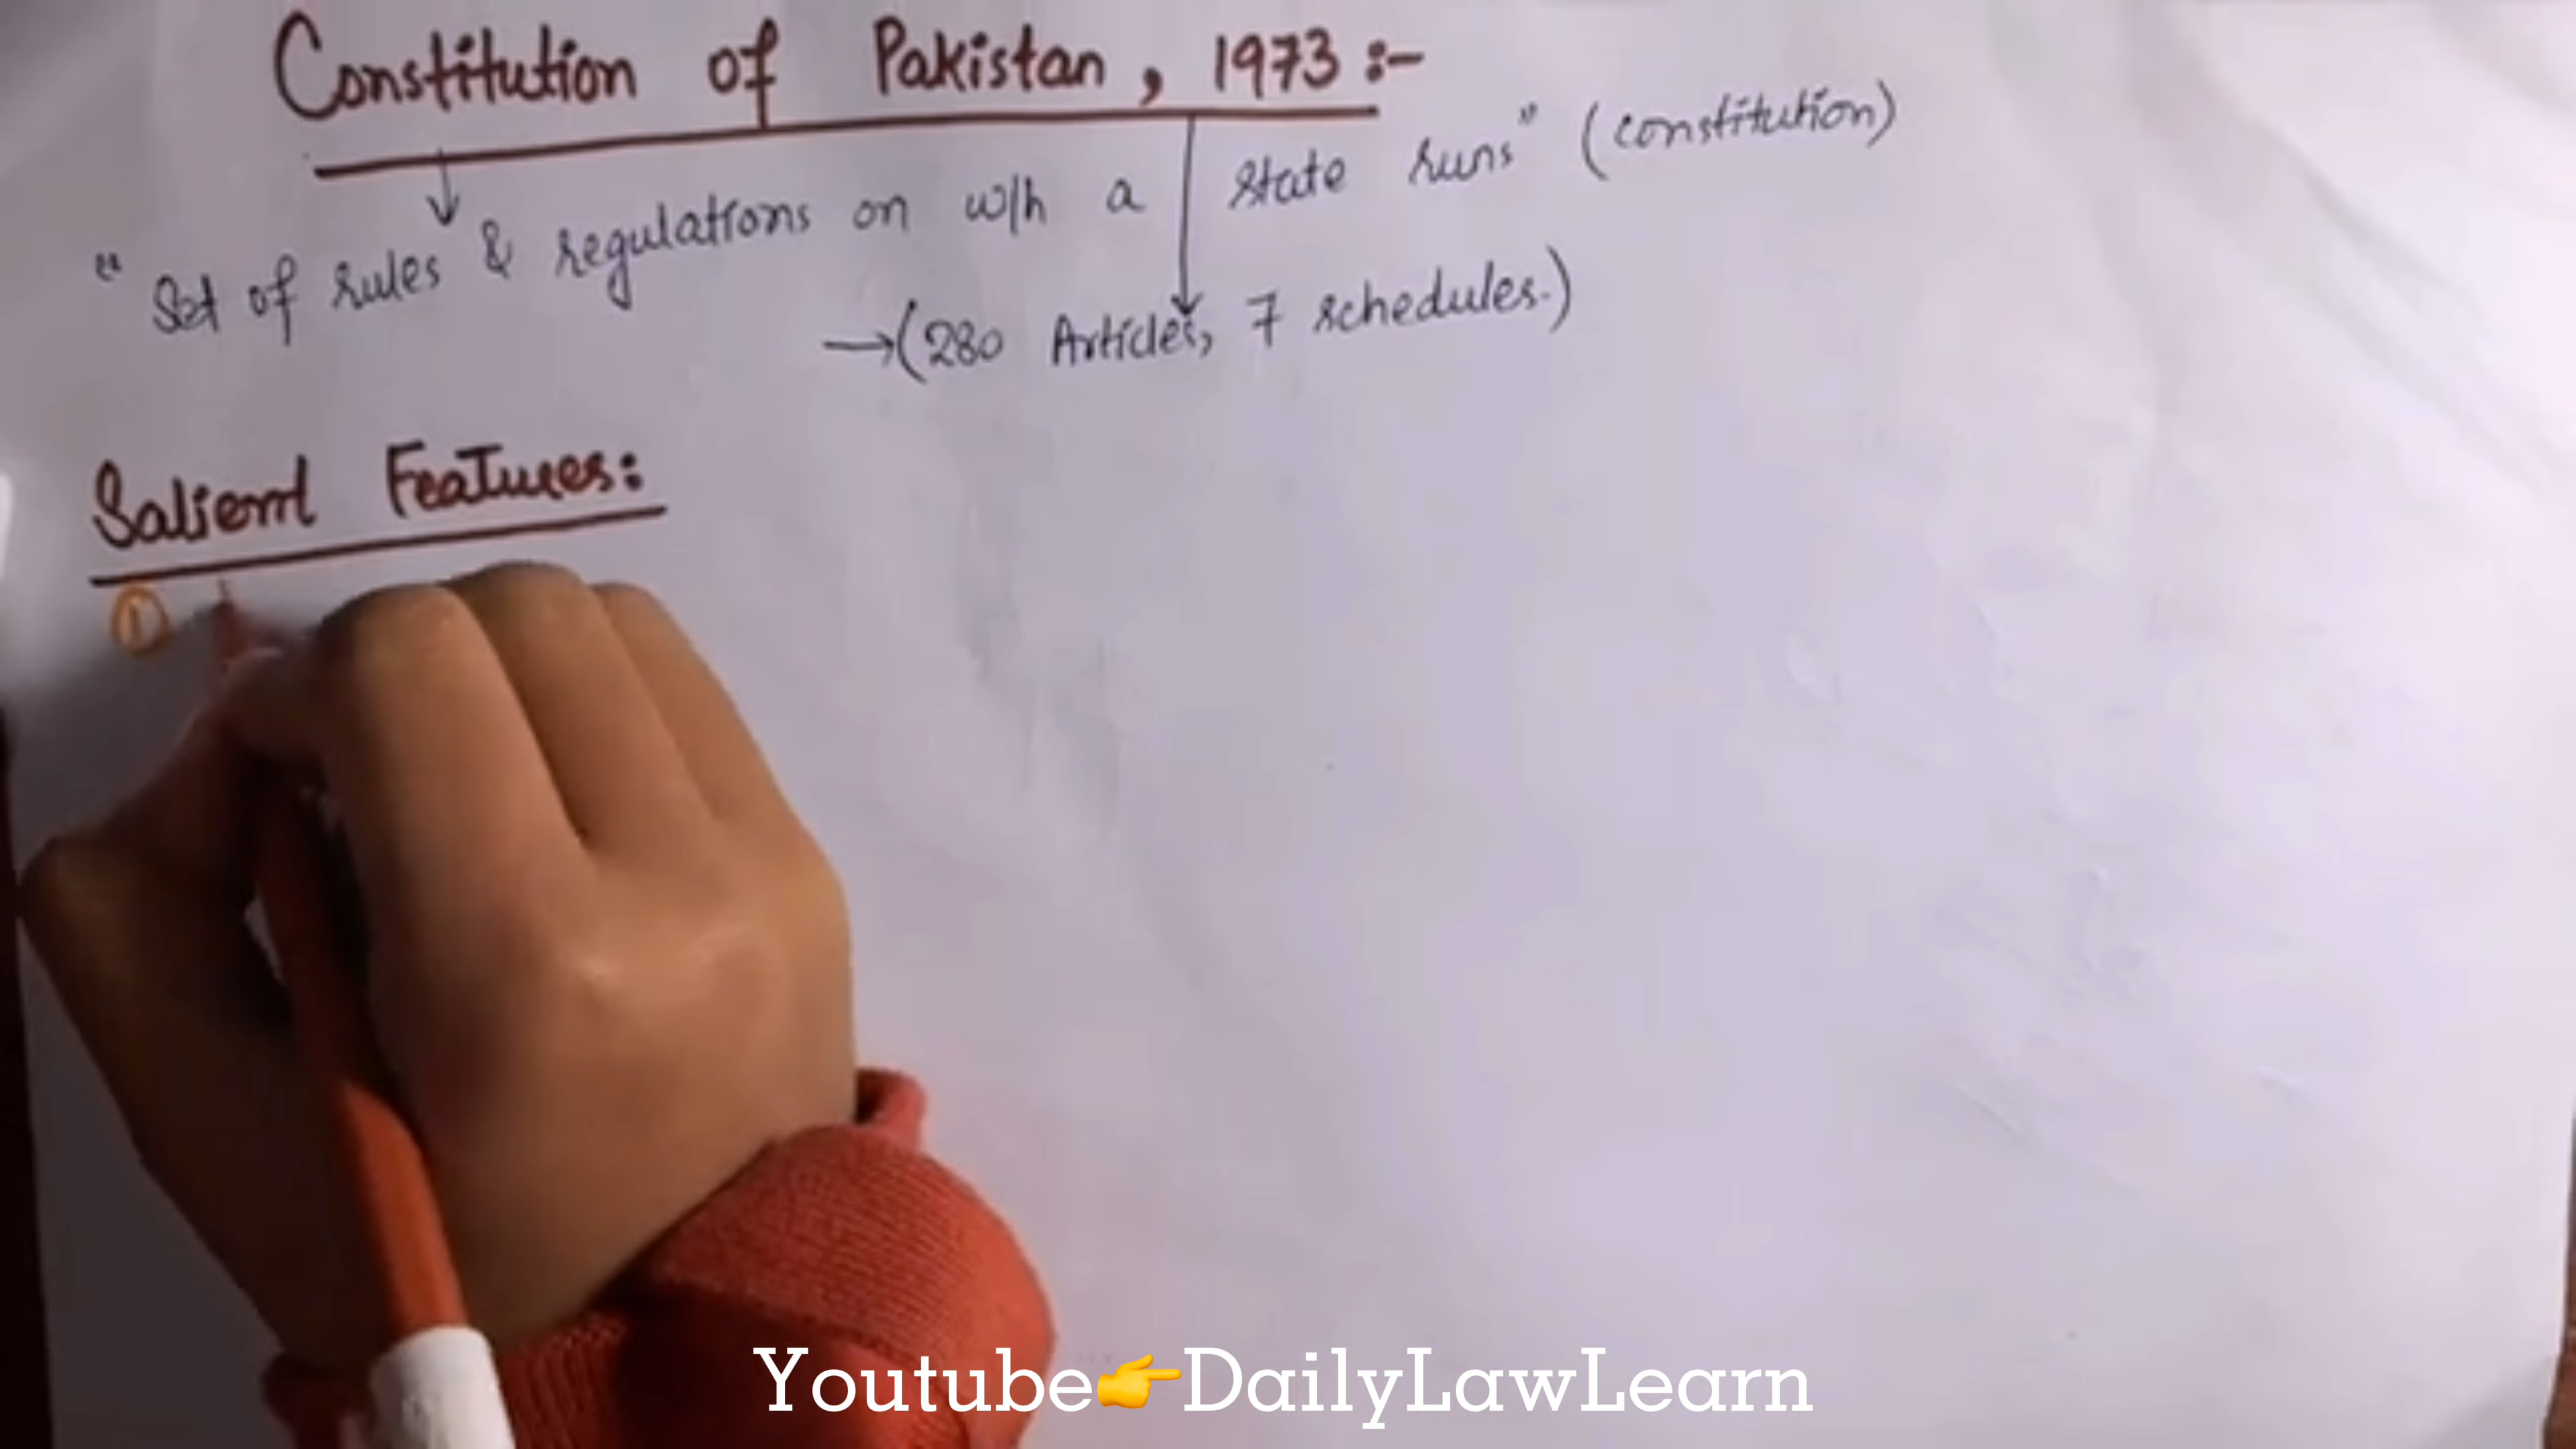 Constitution of Pakistan, 1973 :-
"Set of rules & regulations on w/h a state runs" (constitution)
→(280 Articles, 7 schedules.)
Salient Features:
①
Youtube👉DailyLawLearn